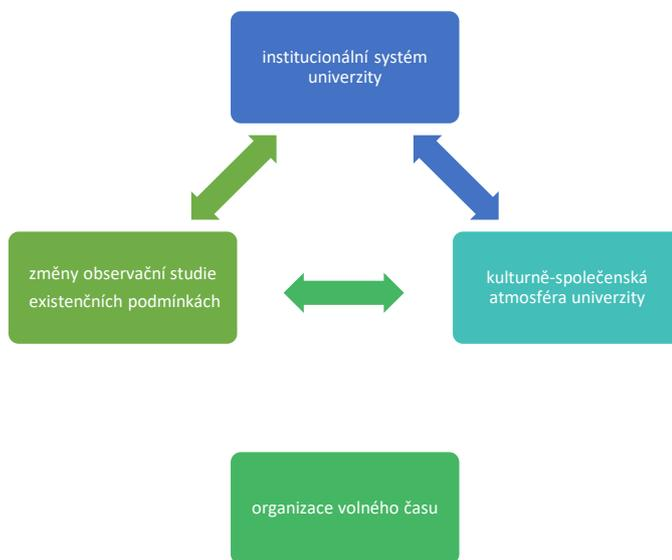 institucionální systém
univerzity
změny observační studie
existenčních podmínkách
kulturně-společenská
atmosféra univerzity
organizace volného času